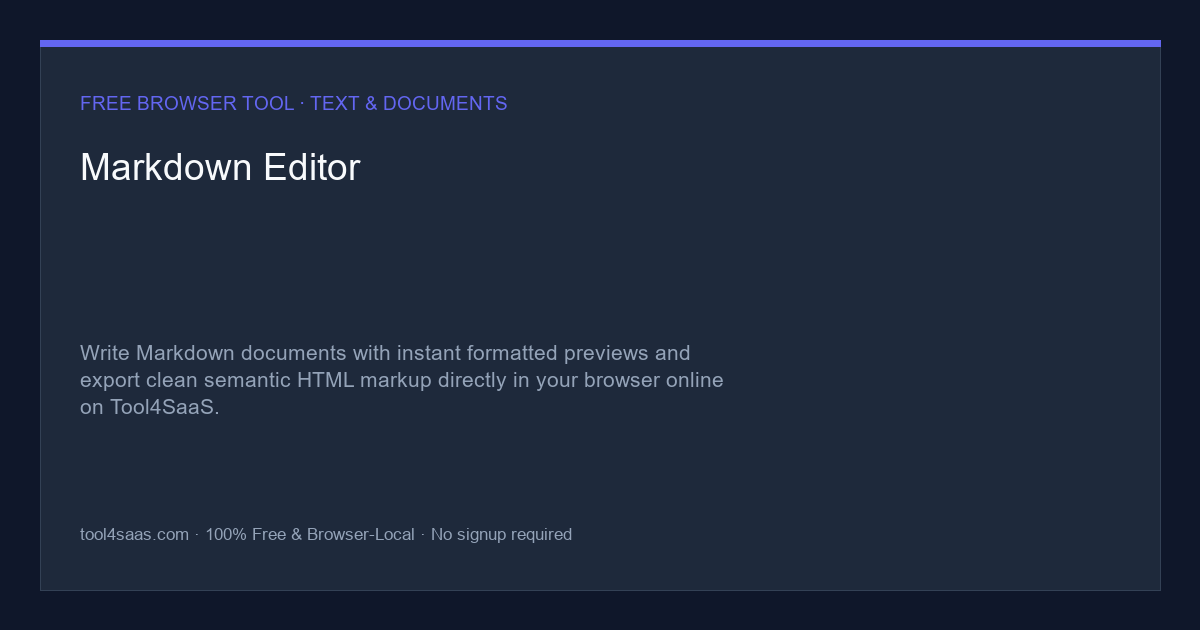 FREE BROWSER TOOL · TEXT & DOCUMENTS
Markdown Editor
Write Markdown documents with instant formatted previews and
export clean semantic HTML markup directly in your browser online
on Tool4SaaS.
tool4saas.com · 100% Free & Browser-Local · No signup required